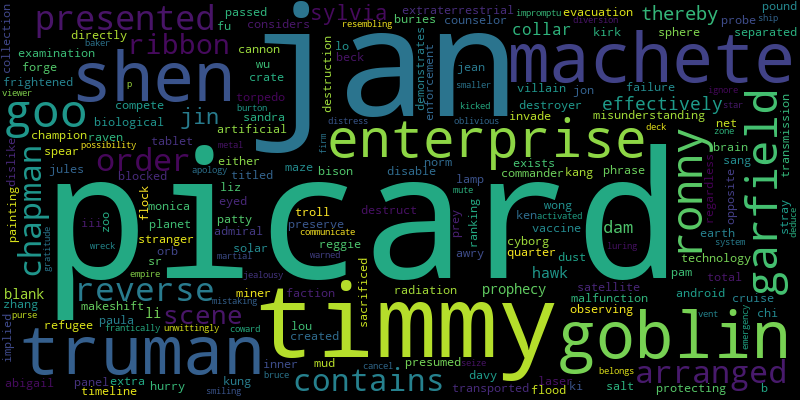 presented
sylvia
passed
extraterrestrial
considers
counselor
impromptu
evacuation
pound
resembling
diversion
ship
ribbon
fu
buries
probe
thereby
collection
directly
baker
shen
jan
machete
cannon
wu
crate
lo
beck
kirk
collar
sphere
separated
examination
forge
frightened
viewer
destruction
demonstrates
enforcement
jean
smaller
villain
jon
failure
destroyer
misunderstanding
invade
goo
biological
compete
p
torpedo
burton
sandra
kicked
oblivious
star
ignore
effectively
net
zone
jin
artificial
enterprise
distress
deck
brain
dislike
champion
raven
spear
tablet
metal
firm
possibility
order
either
maze
bison
disable
norm
exists
phrase
commander
kang
sang
transmission
garfield
ronny
jules
blocked
apology
titled
liz
lamp
mute
cyborg
technology
regardless
opposite
painting
chapman
flock
monica
eyed
troll
preserve
destruct
prey
ranking
wong
ken
activated
vaccine
earth
system
stray
deduce
iii
zoo
planet
patty
communicate
gratitude
stranger
admiral
reggie
awry
quarter
dam
luring
picard
wreck
orb
solar
warned
hawk
dust
pam
total
empire
sr
martial
jealousy
satellite
android
cruise
blank
reverse
miner
faction
radiation
prophecy
malfunction
vent
chi
zhang
purse
makeshift
li
mistaking
sacrificed
timmy
observing
emergency
refugee
scene
lou
created
goblin
implied
paula
frantically
unwittingly
coward
truman
inner
mud
presumed
seize
belongs
panel
extra
hurry
kung
bruce
cancel
davy
laser
ki
salt
arranged
abigail
timeline
smiling
contains
transported
flood
protecting
b